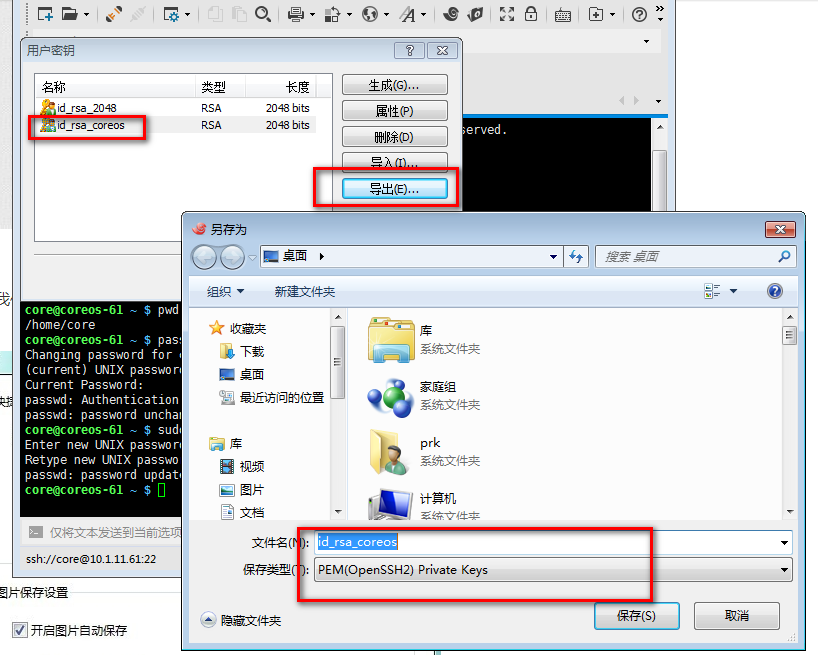 用户密钥
名称 类型 长度
id_rsa_2048 RSA 2048 bits
id_rsa_coreos RSA 2048 bits
生成(G)...
属性(P)
删除(D)
导入(I)...
导出(E)...
erved.
另存为
桌面
搜索 桌面
组织 新建文件夹
收藏夹
下载
桌面
最近访问的位置
库
视频
图片
文档
库
系统文件夹
家庭组
系统文件夹
prk
系统文件夹
计算机
系统文件夹
文件名(N): id_rsa_coreos
保存类型(T): PEM(OpenSSH2) Private Keys
隐藏文件夹
保存(S)
取消
core@coreos-61 ~ $ pwd
/home/core
core@coreos-61 ~ $ pass
Changing password for
(current) UNIX password
Current Password:
passwd: Authentication
passwd: password unchan
core@coreos-61 ~ $ sudo
Enter new UNIX password
Retype new UNIX passwo
passwd: password update
core@coreos-61 ~ $
仅将文本发送到当前选项
ssh://core@10.1.11.61:22
图片保存设置
开启图片自动保存